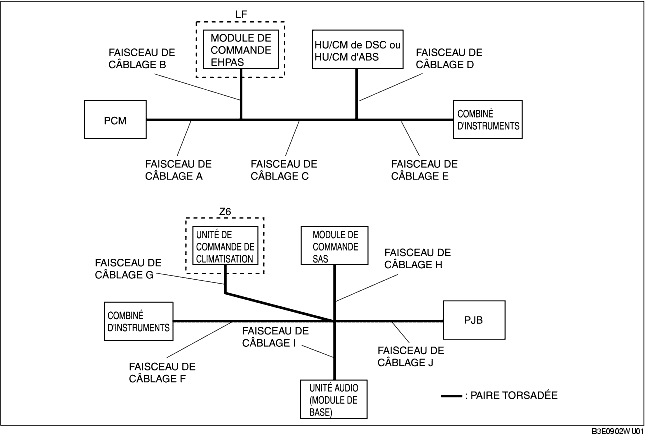 LF
MODULE DE
COMMANDE
EHPAS
HU/CM de DSC ou
HU/CM d'ABS
FAISCEAU DE
CÂBLAGE B
FAISCEAU DE
CÂBLAGE D
PCM
COMBINÉ
D'INSTRUMENTS
FAISCEAU DE
CÂBLAGE A
FAISCEAU DE
CÂBLAGE C
FAISCEAU DE
CÂBLAGE E
Z6
UNITÉ DE
COMMANDE DE
CLIMATISATION
MODULE DE
COMMANDE
SAS
FAISCEAU DE
CÂBLAGE G
FAISCEAU DE
CÂBLAGE H
COMBINÉ
D'INSTRUMENTS
PJB
FAISCEAU DE
CÂBLAGE I
FAISCEAU DE
CÂBLAGE J
FAISCEAU DE
CÂBLAGE F
UNITÉ AUDIO
(MODULE DE
BASE)
: PAIRE TORSADÉE
B3E0902WU01